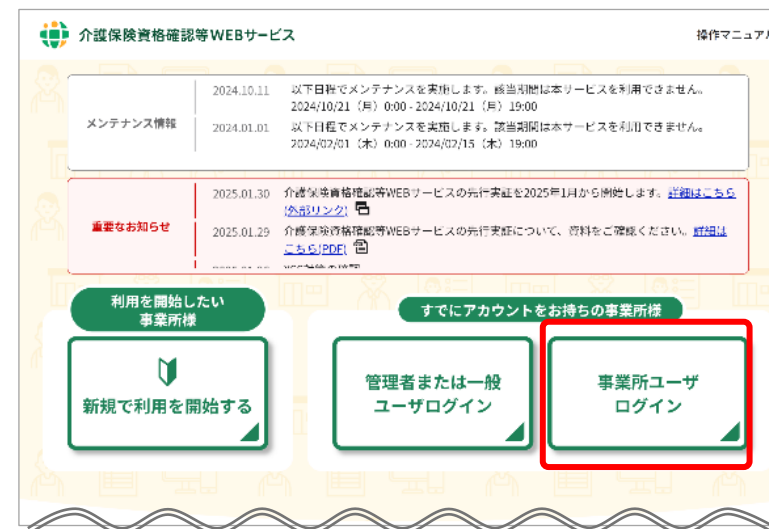 介護保険資格確認等WEBサービス
操作マニュアル
メンテナンス情報
2024.10.11 以下日程でメンテナンスを実施します。該当期間は本サービスを利用できません。
2024/10/21（月）0:00 - 2024/10/21（月）19:00
2024.01.01 以下日程でメンテナンスを実施します。該当期間は本サービスを利用できません。
2024/02/01（木）0:00 - 2024/02/15（木）19:00
重要なお知らせ
2025.01.30 介護保険資格確認等WEBサービスの先行実証を2025年1月から開始します。詳細はこちら
(外部リンク)
2025.01.29 介護保険資格確認等WEBサービスの先行実証について、資料をご確認ください。詳細は
こちら(PDF)
利用を開始したい
事業所様
すでにアカウントをお持ちの事業所様
新規で利用を開始する
管理者または一般
ユーザログイン
事業所ユーザ
ログイン